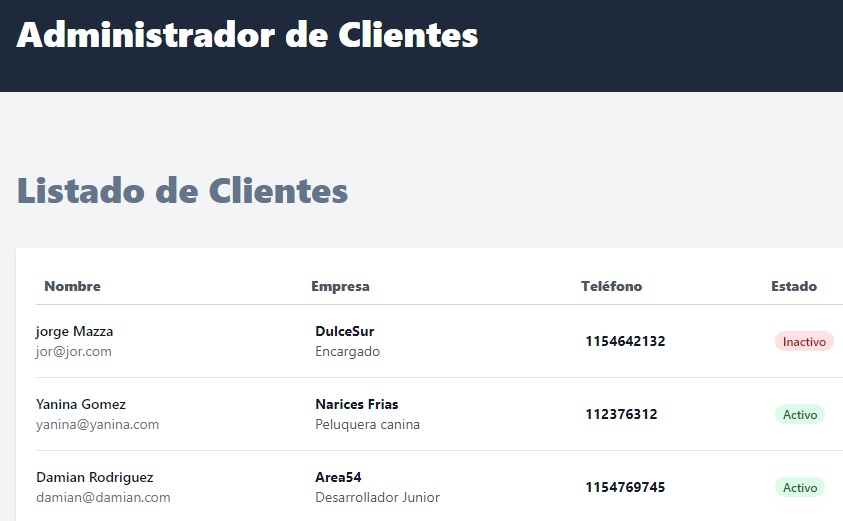 Administrador de Clientes
Listado de Clientes
Nombre Empresa Teléfono Estado
jorge Mazza DulceSur 1154642132 Inactivo
jor@jor.com Encargado
Yanina Gomez Narices Frias 112376312 Activo
yanina@yanina.com Peluquera canina
Damian Rodriguez Area54 1154769745 Activo
damian@damian.com Desarrollador Junior